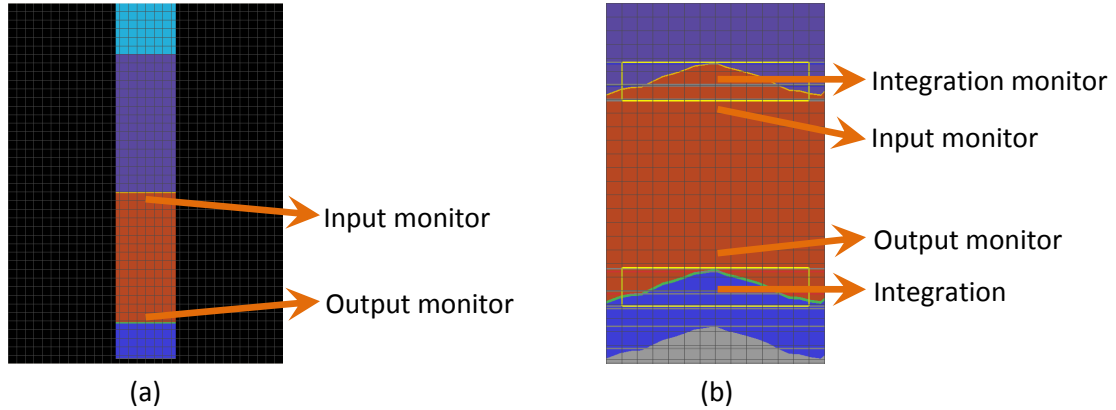 Input monitor
Output monitor
(a)
Integration monitor
Input monitor
Output monitor
Integration
(b)